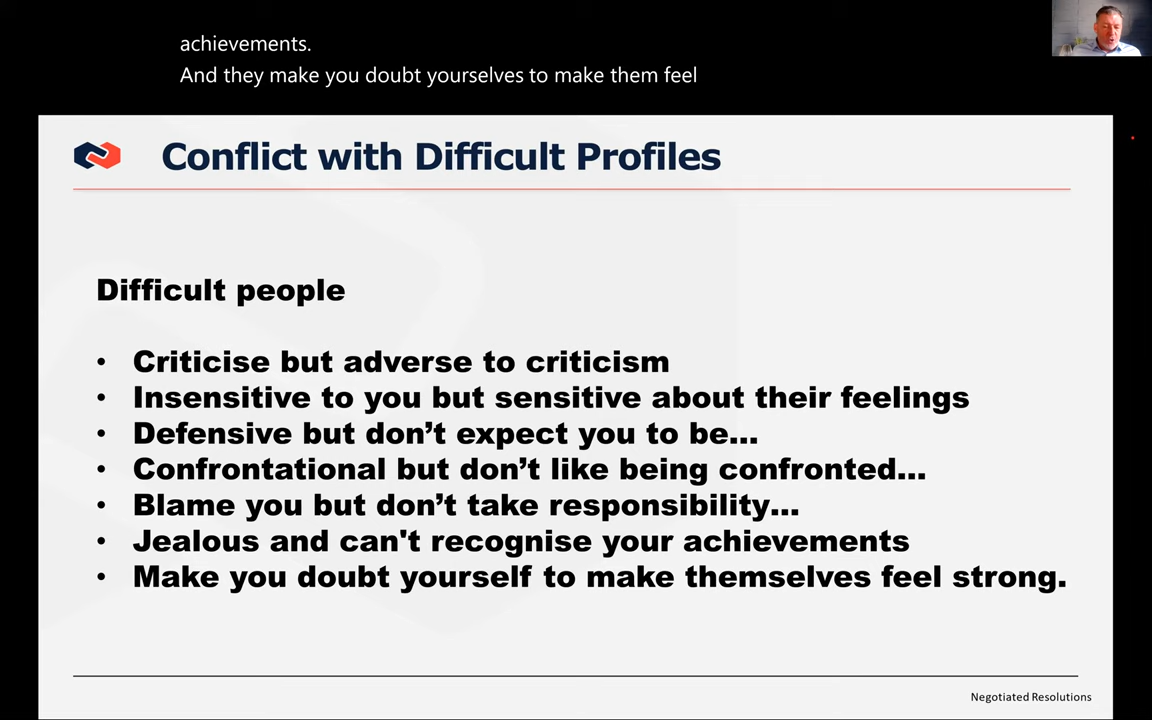 achievements.
And they make you doubt yourselves to make them feel
Conflict with Difficult Profiles
Difficult people
• Criticise but adverse to criticism
• Insensitive to you but sensitive about their feelings
• Defensive but don’t expect you to be...
• Confrontational but don’t like being confronted...
• Blame you but don’t take responsibility...
• Jealous and can't recognise your achievements
• Make you doubt yourself to make themselves feel strong.
Negotiated Resolutions